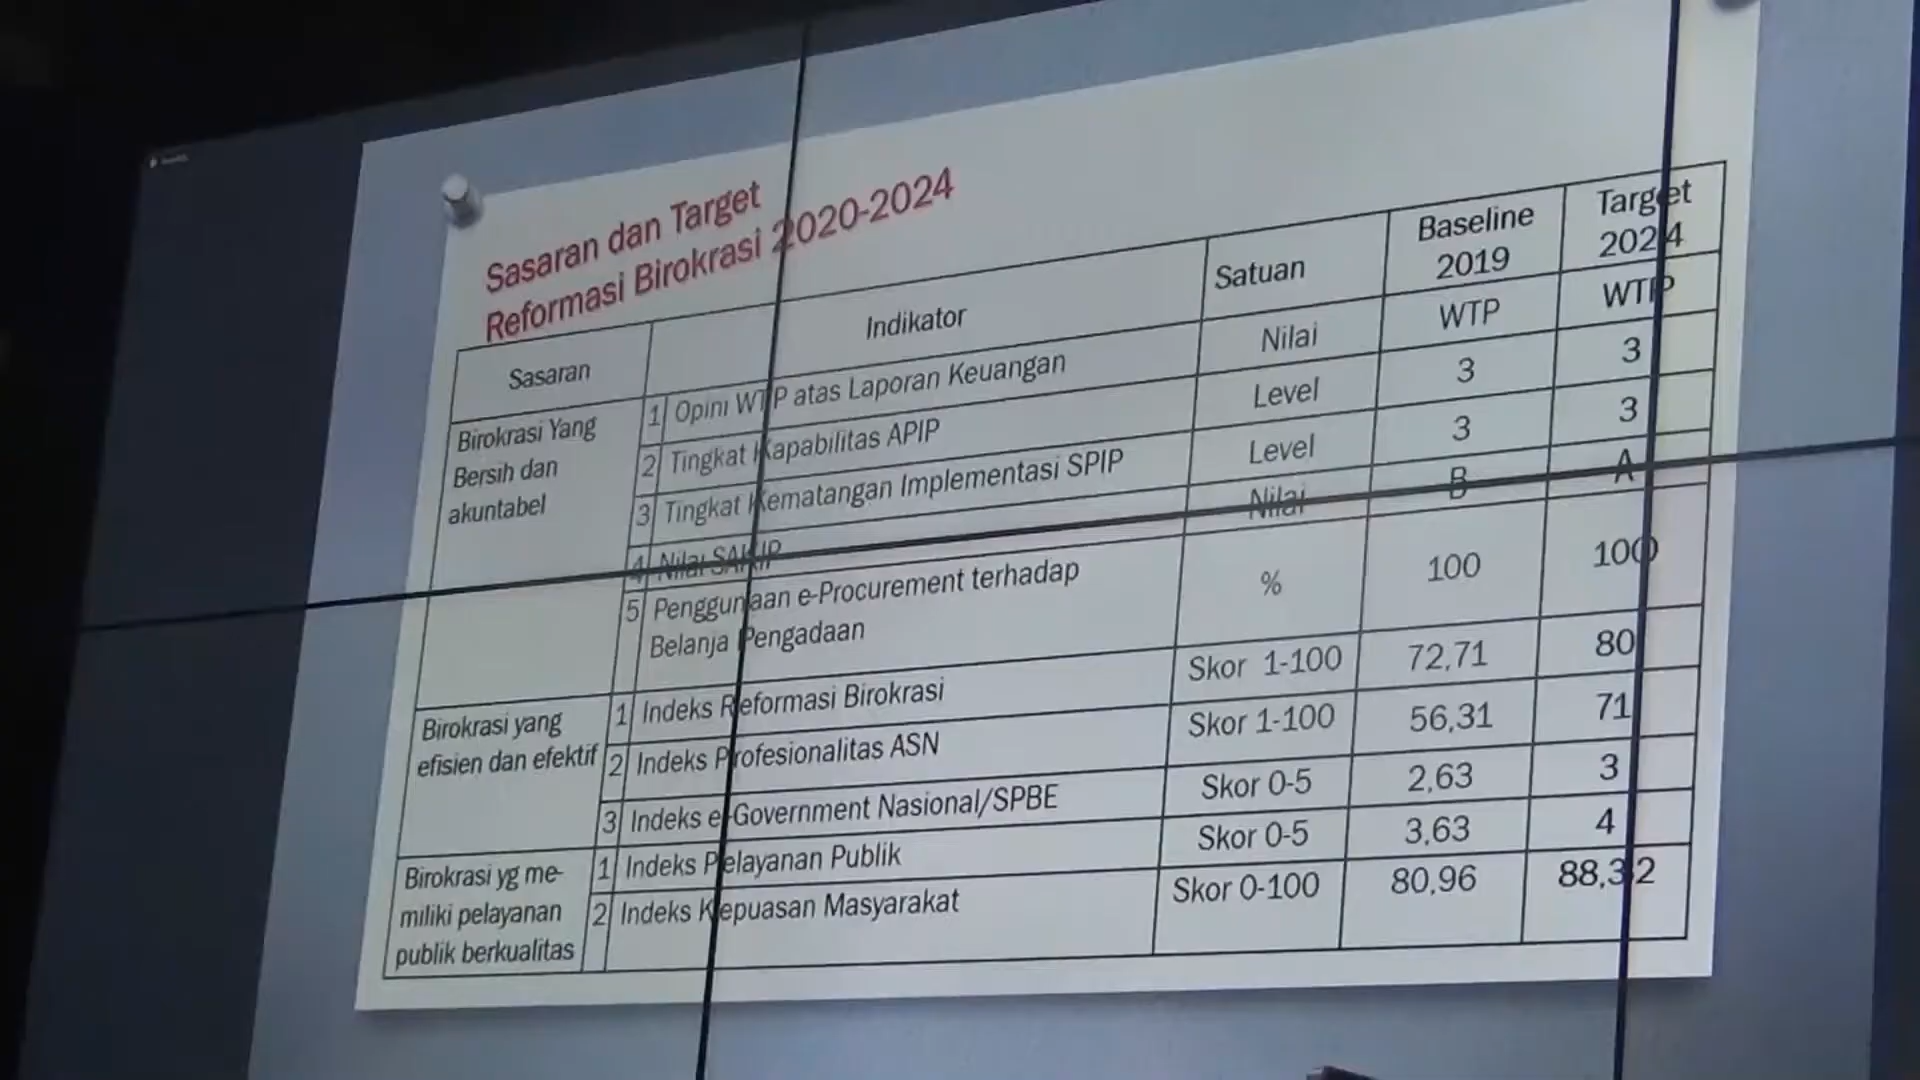 Sasaran dan Target
Reformasi Birokrasi 2020-2024
Sasaran Indikator Satuan Baseline 2019 Target 2024
Birokrasi Yang Bersih dan akuntabel
1 Opini WTP atas Laporan Keuangan Nilai WTP WTP
2 Tingkat Kapabilitas APIP Level 3 3
3 Tingkat Kematangan Implementasi SPIP Level 3 3
4 Nilai SAKIP Nilai B A
5 Penggunaan e-Procurement terhadap Belanja Pengadaan % 100 100
Birokrasi yang efisien dan efektif
1 Indeks Reformasi Birokrasi Skor 1-100 72,71 80
2 Indeks Profesionalitas ASN Skor 1-100 56,31 71
3 Indeks e-Government Nasional/SPBE Skor 0-5 2,63 3
Birokrasi yg me-miliki pelayanan publik berkualitas
1 Indeks Pelayanan Publik Skor 0-5 3,63 4
2 Indeks Kepuasan Masyarakat Skor 0-100 80,96 88,32